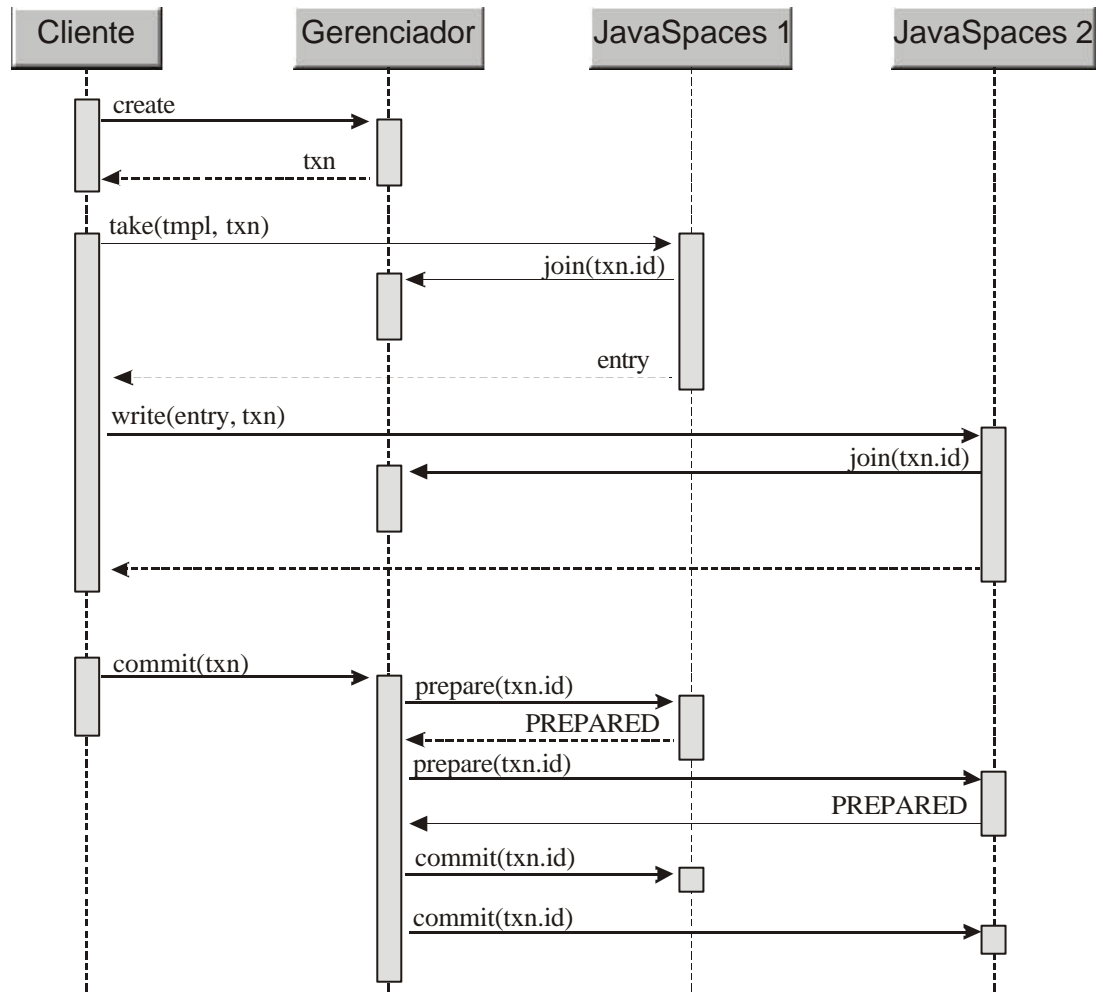 Cliente
Gerenciador
JavaSpaces 1
JavaSpaces 2
create
txn
take(tmpl, txn)
join(txn.id)
entry
write(entry, txn)
join(txn.id)
commit(txn)
prepare(txn.id)
PREPARED
prepare(txn.id)
PREPARED
commit(txn.id)
commit(txn.id)